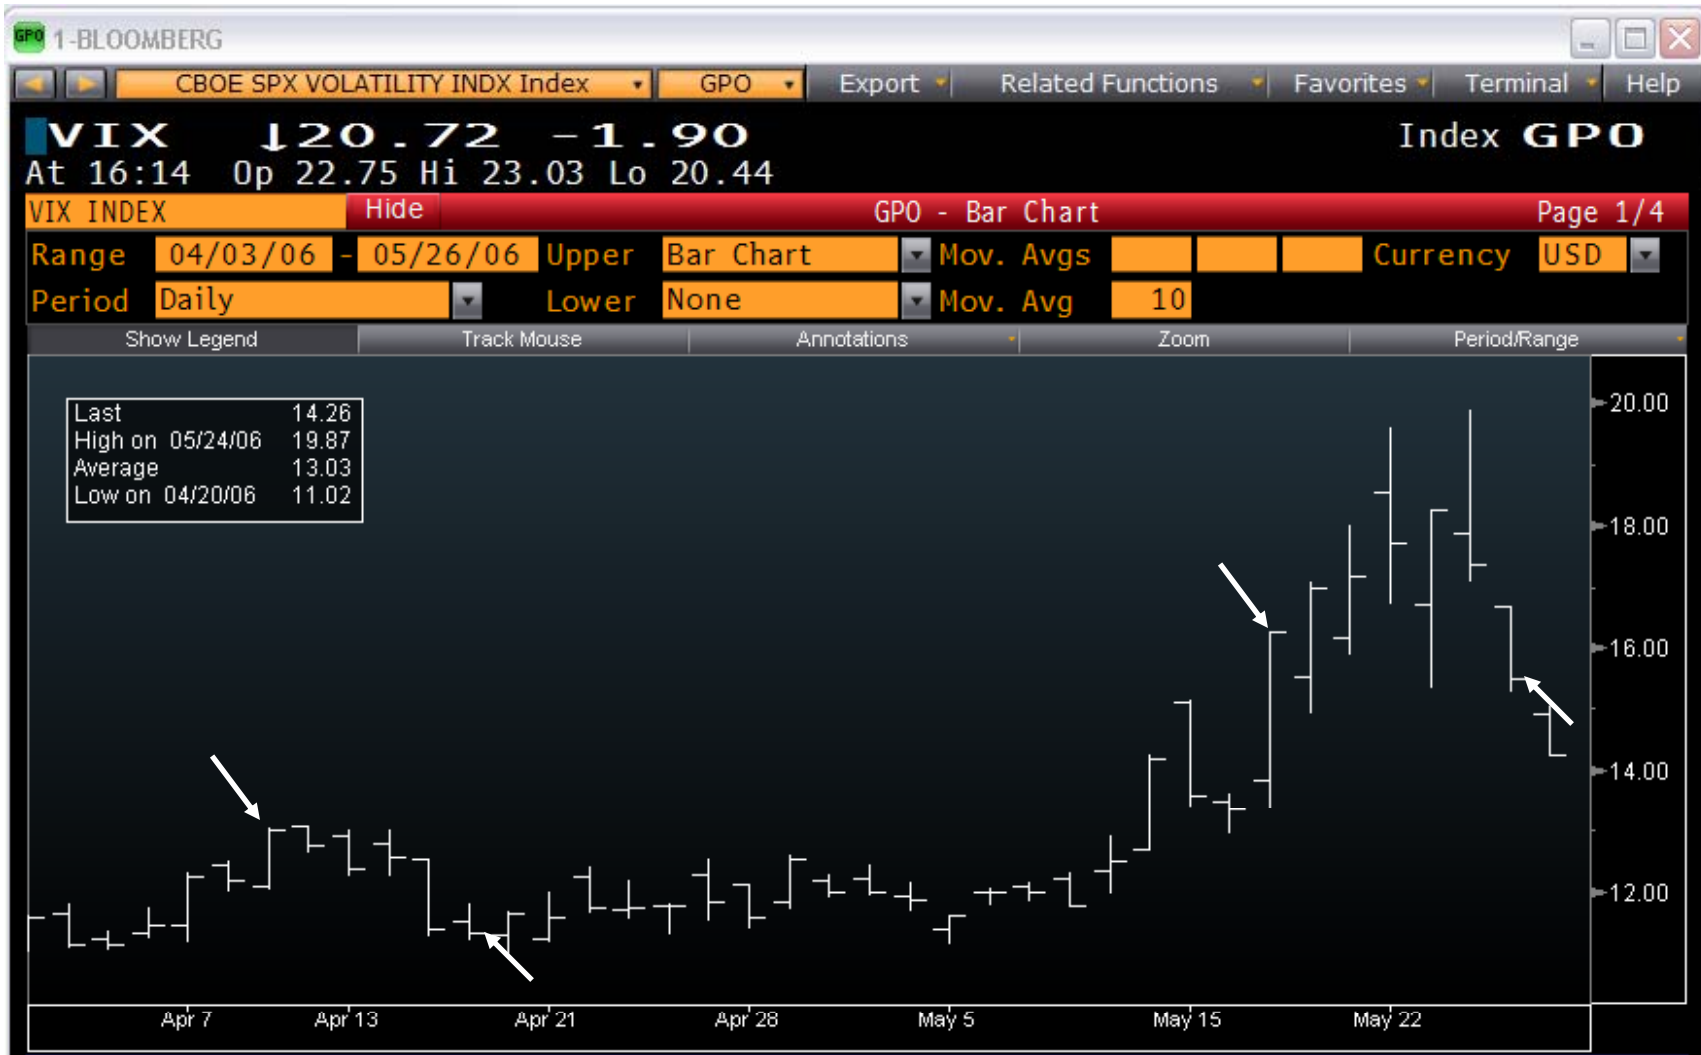 GPO 1-BLOOMBERG
CBOE SPX VOLATILITY INDX Index GPO Export Related Functions Favorites Terminal Help
VIX ↓20.72 -1.90 Index GPO
At 16:14 Op 22.75 Hi 23.03 Lo 20.44
VIX INDEX Hide GPO - Bar Chart Page 1/4
Range 04/03/06 - 05/26/06 Upper Bar Chart Mov. Avgs Currency USD
Period Daily Lower None Mov. Avg 10
Show Legend Track Mouse Annotations Zoom Period/Range
Last 14.26
High on 05/24/06 19.87
Average 13.03
Low on 04/20/06 11.02
20.00
18.00
16.00
14.00
12.00
Apr 7 Apr 13 Apr 21 Apr 28 May 5 May 15 May 22